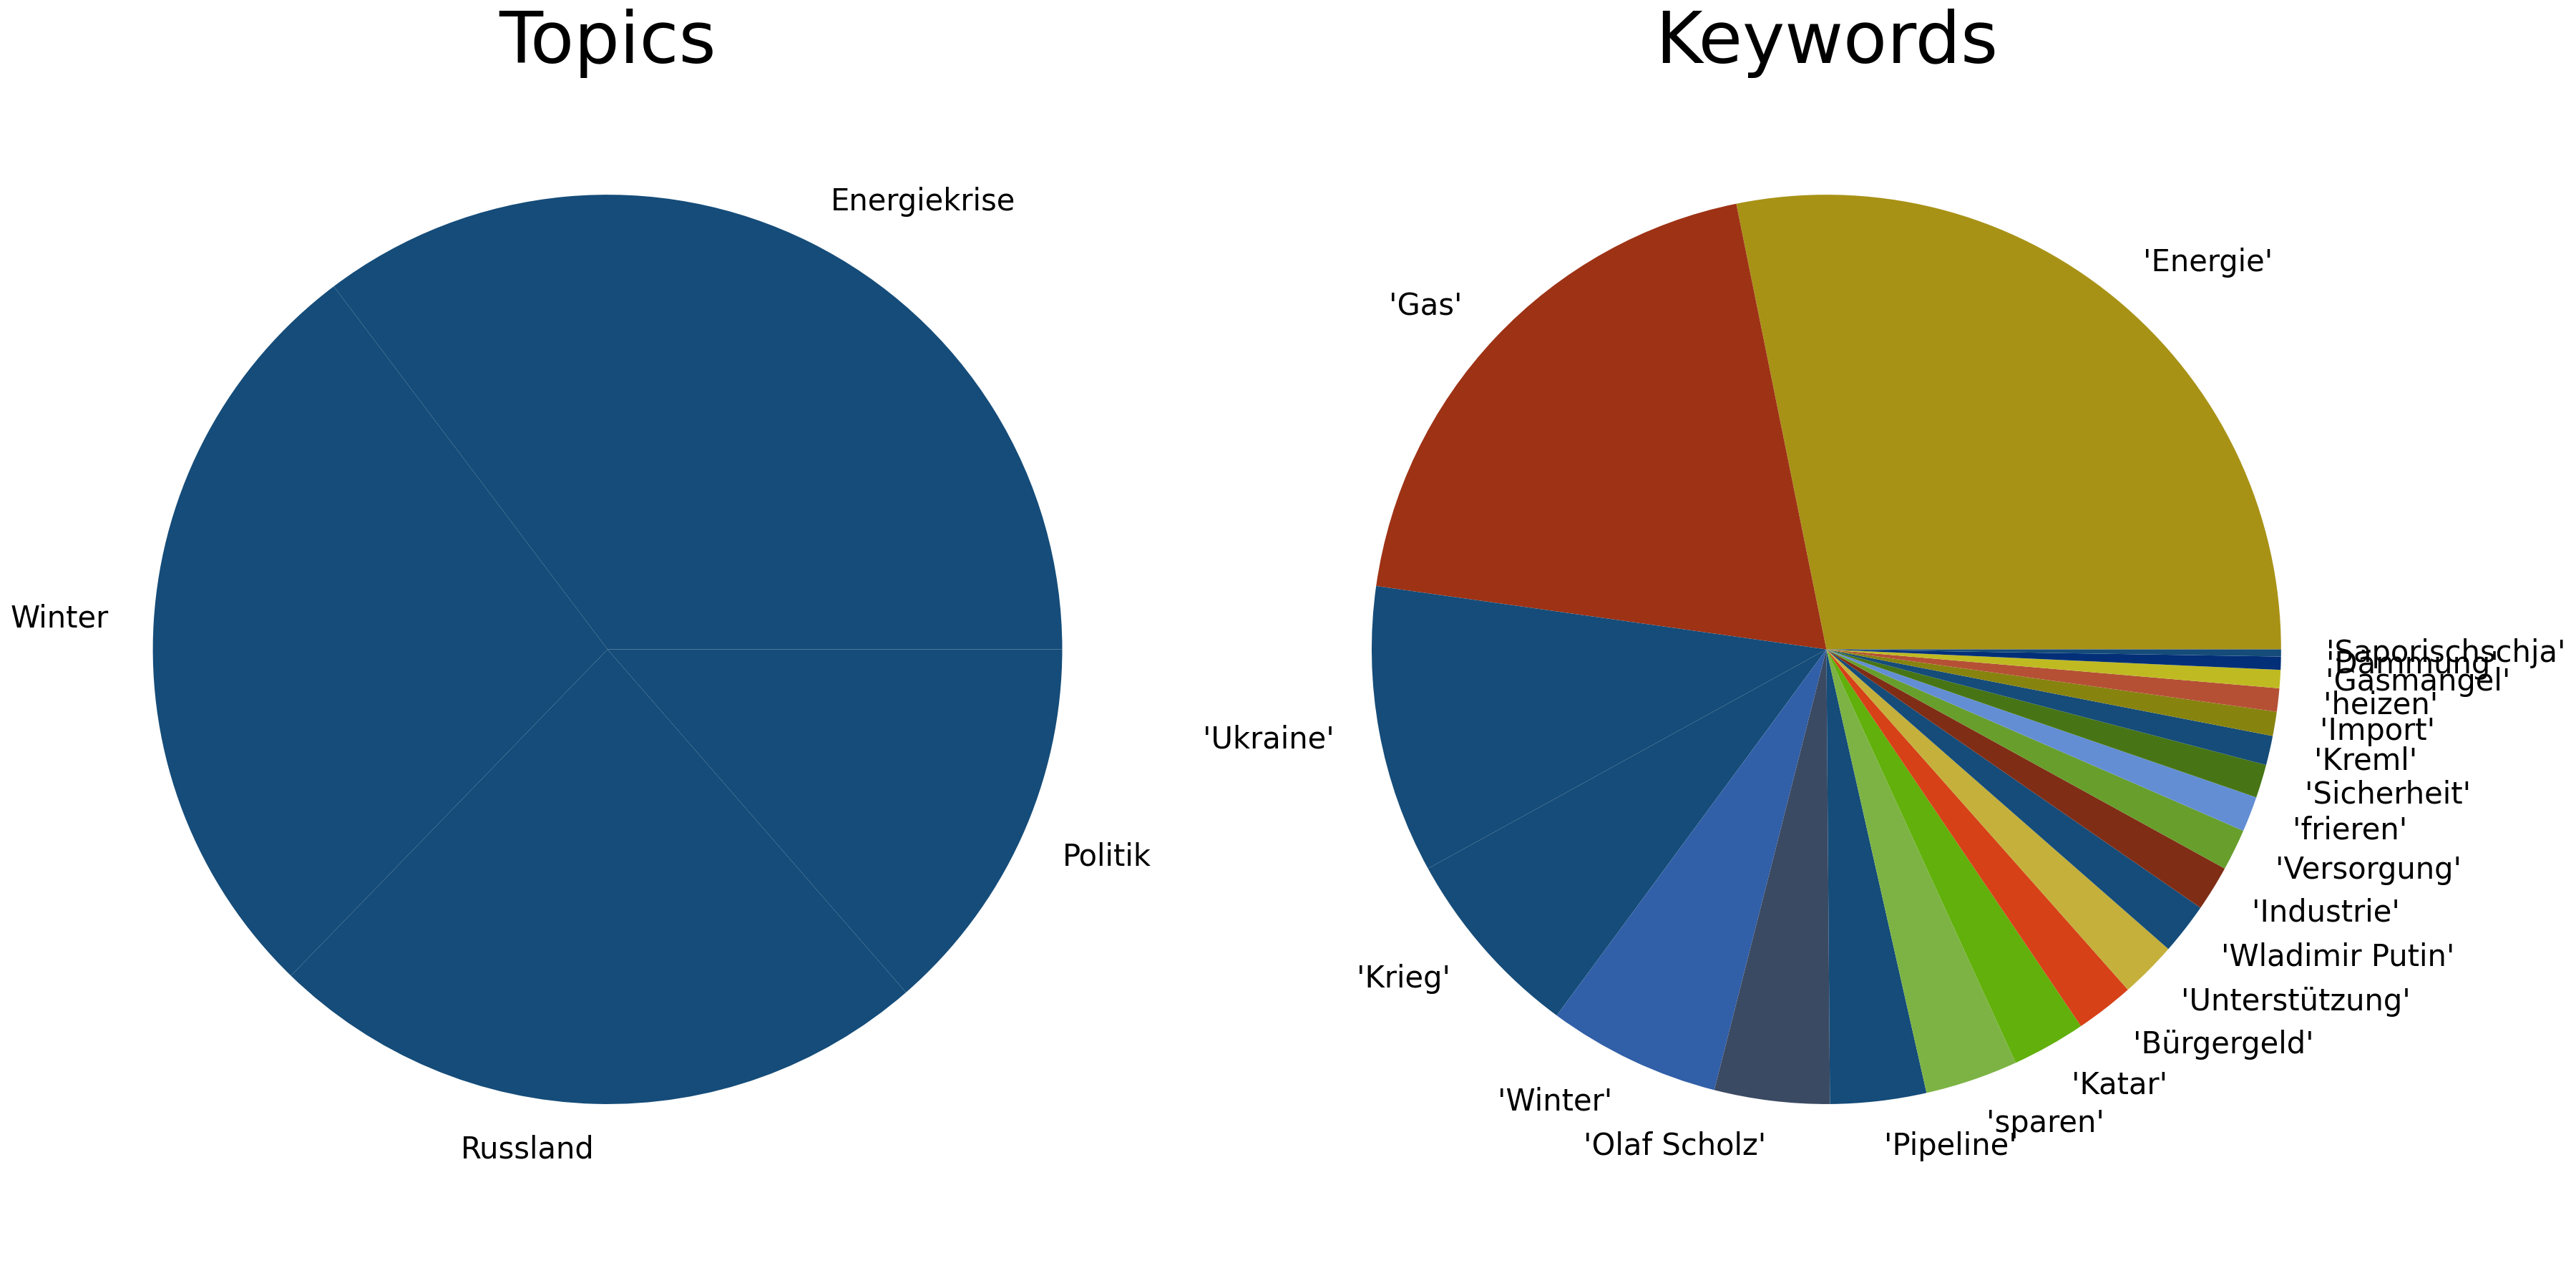 Topics
Energiekrise
Winter
Russland
Politik
Keywords
'Energie'
'Gas'
'Ukraine'
'Krieg'
'Winter'
'Olaf Scholz'
'Pipeline'
'sparen'
'Katar'
'Bürgergeld'
'Unterstützung'
'Wladimir Putin'
'Industrie'
'Versorgung'
'frieren'
'Sicherheit'
'Kreml'
'Import'
'heizen'
'Gasmangel'
'Dämmung'
'Saporischschja'